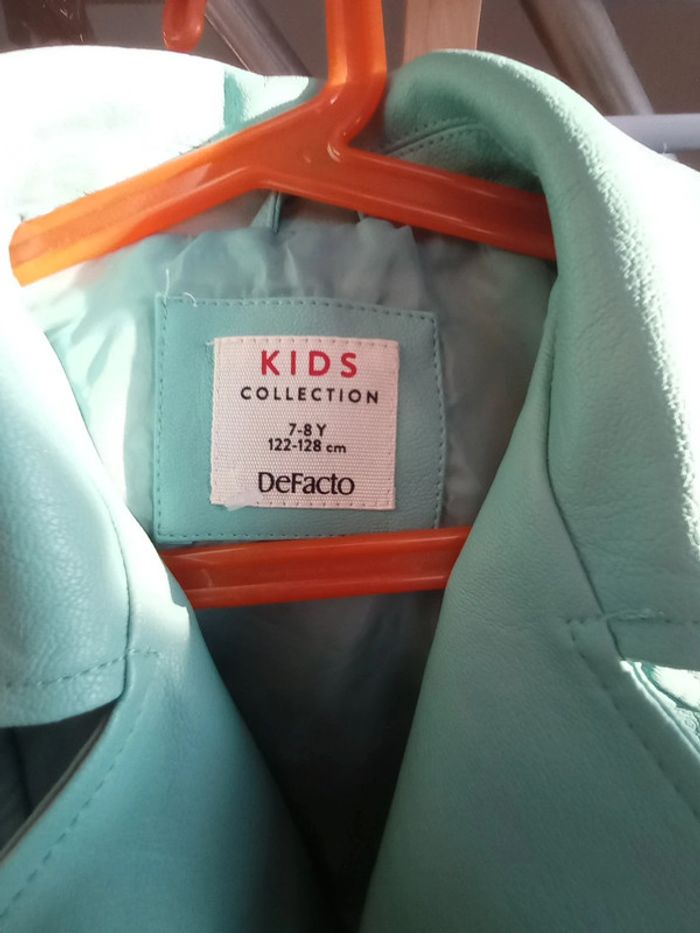 KIDS
COLLECTION
7-8 Y
122-128 cm
DeFacto